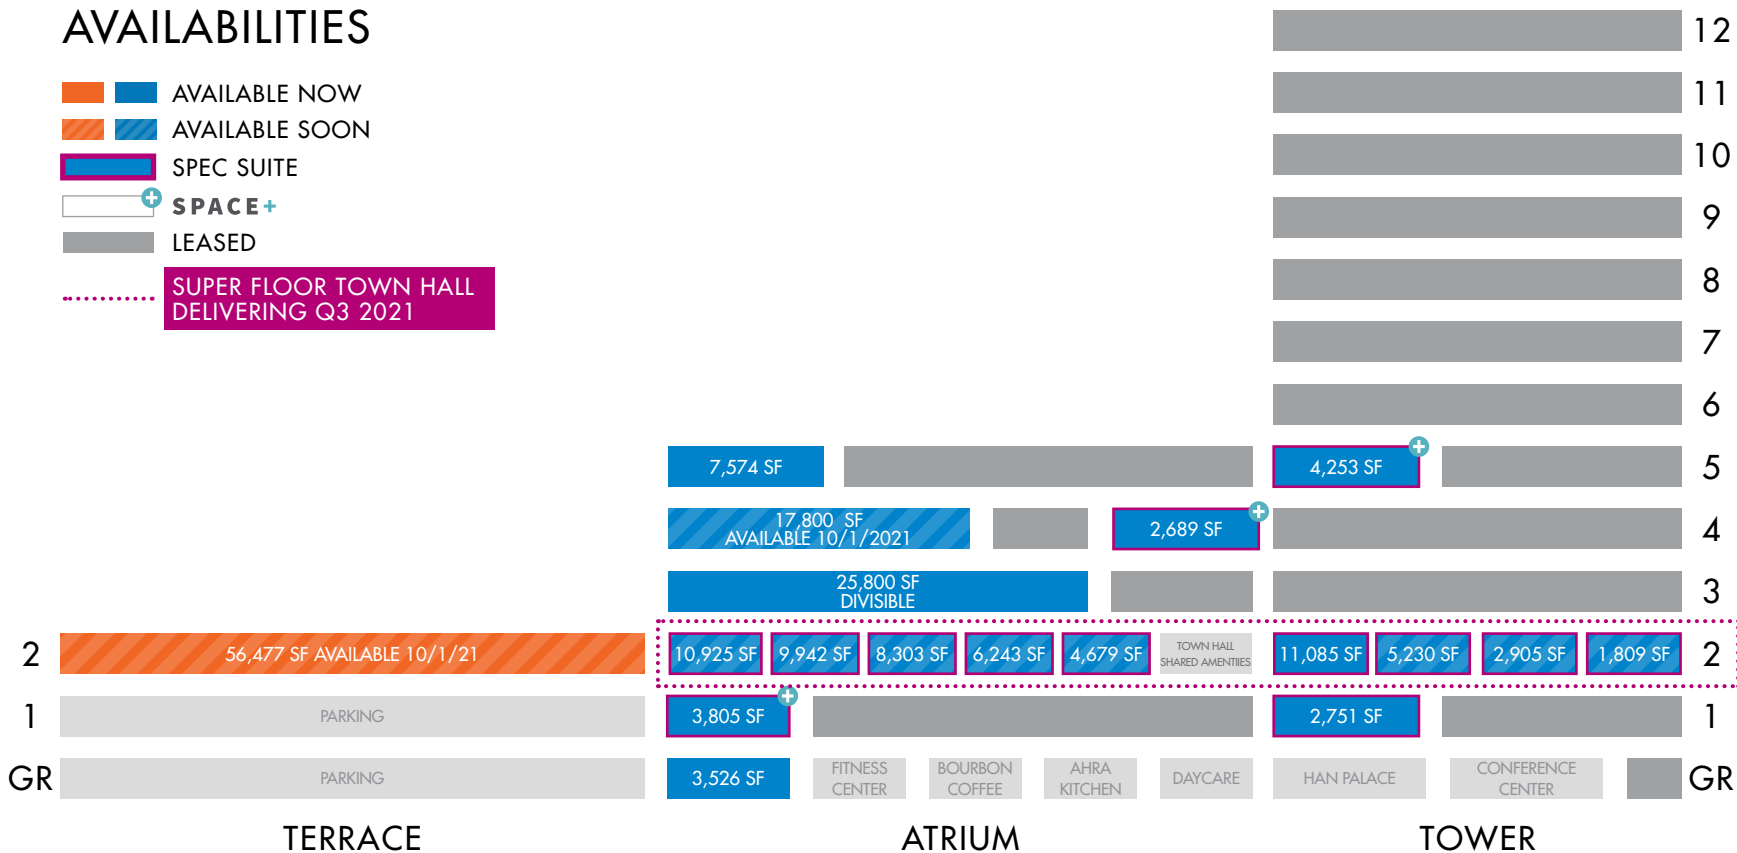 AVAILABILITIES
AVAILABLE NOW
AVAILABLE SOON
SPEC SUITE
SPACE+
LEASED
SUPER FLOOR TOWN HALL
DELIVERING Q3 2021
12
11
10
9
8
7
6
7,574 SF
4,253 SF
5
17,800 SF
AVAILABLE 10/1/2021
2,689 SF
4
25,800 SF
DIVISIBLE
3
2
56,477 SF AVAILABLE 10/1/21
10,925 SF
9,942 SF
8,303 SF
6,243 SF
4,679 SF
TOWN HALL
SHARED AMENTIIES
11,085 SF
5,230 SF
2,905 SF
1,809 SF
2
1
PARKING
3,805 SF
2,751 SF
1
GR
PARKING
3,526 SF
FITNESS
CENTER
BOURBON
COFFEE
AHRA
KITCHEN
DAYCARE
HAN PALACE
CONFERENCE
CENTER
GR
TERRACE
ATRIUM
TOWER